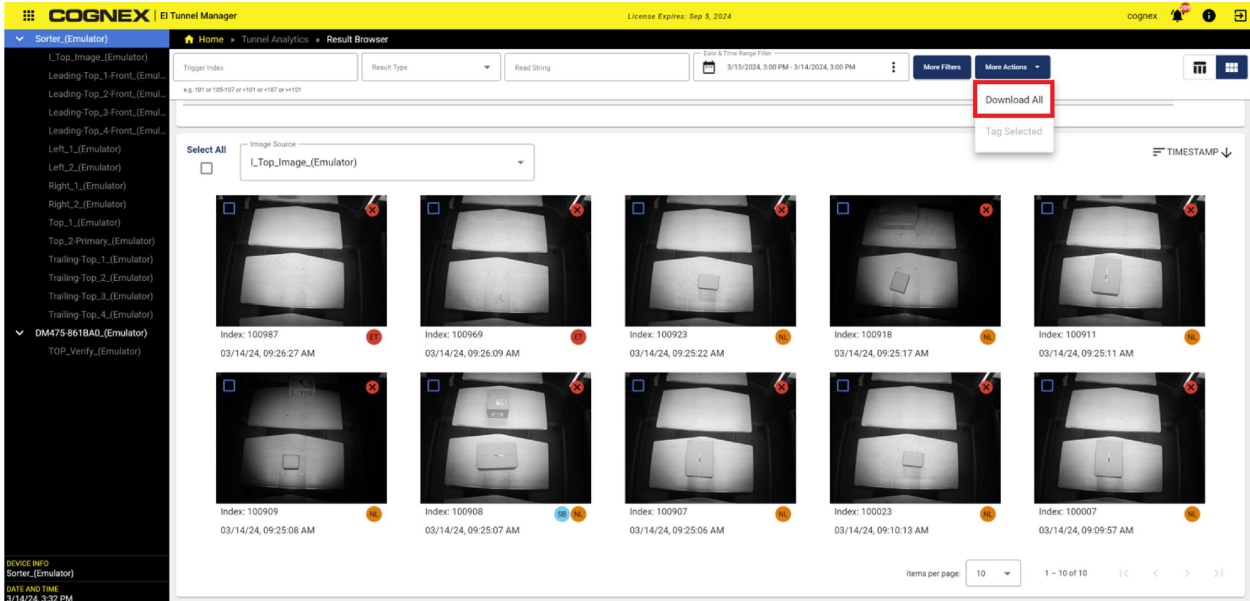 COGNEX | EI Tunnel Manager
License Expires: Sep 5, 2024
cognex
209
Sorter_(Emulator)
I_Top_Image_(Emulator)
Leading-Top_1-Front_(Emul...
Leading-Top_2-Front_(Emul...
Leading-Top_3-Front_(Emul...
Leading-Top_4-Front_(Emul...
Left_1_(Emulator)
Left_2_(Emulator)
Right_1_(Emulator)
Right_2_(Emulator)
Top_1_(Emulator)
Top_2-Primary_(Emulator)
Trailing-Top_1_(Emulator)
Trailing-Top_2_(Emulator)
Trailing-Top_3_(Emulator)
Trailing-Top_4_(Emulator)
DM475-861BA0_(Emulator)
TOP_Verify_(Emulator)
DEVICE INFO
Sorter_(Emulator)
DATE AND TIME
3/14/24, 3:32 PM
Home » Tunnel Analytics » Result Browser
Trigger Index
e.g. 101 or 105-107 or >101 or <107 or >=101
Result Type
Read String
Date & Time Range Filter
3/13/2024, 3:00 PM - 3/14/2024, 3:00 PM
More Filters
More Actions
Download All
Tag Selected
Select All
Image Source
I_Top_Image_(Emulator)
TIMESTAMP
Index: 100987
ET
03/14/24, 09:26:27 AM
Index: 100969
ET
03/14/24, 09:26:09 AM
Index: 100923
NL
03/14/24, 09:25:22 AM
Index: 100918
NL
03/14/24, 09:25:17 AM
Index: 100911
NL
03/14/24, 09:25:11 AM
Index: 100909
NL
03/14/24, 09:25:08 AM
Index: 100908
SB NL
03/14/24, 09:25:07 AM
Index: 100907
NL
03/14/24, 09:25:06 AM
Index: 100023
NL
03/14/24, 09:10:13 AM
Index: 100007
NL
03/14/24, 09:09:57 AM
Items per page: 10
1 – 10 of 10